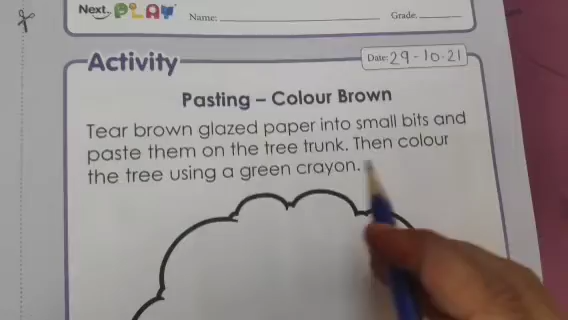 Next PLAY Name: Grade.
Activity
Date: 29-10-21
Pasting – Colour Brown
Tear brown glazed paper into small bits and
paste them on the tree trunk. Then colour
the tree using a green crayon.